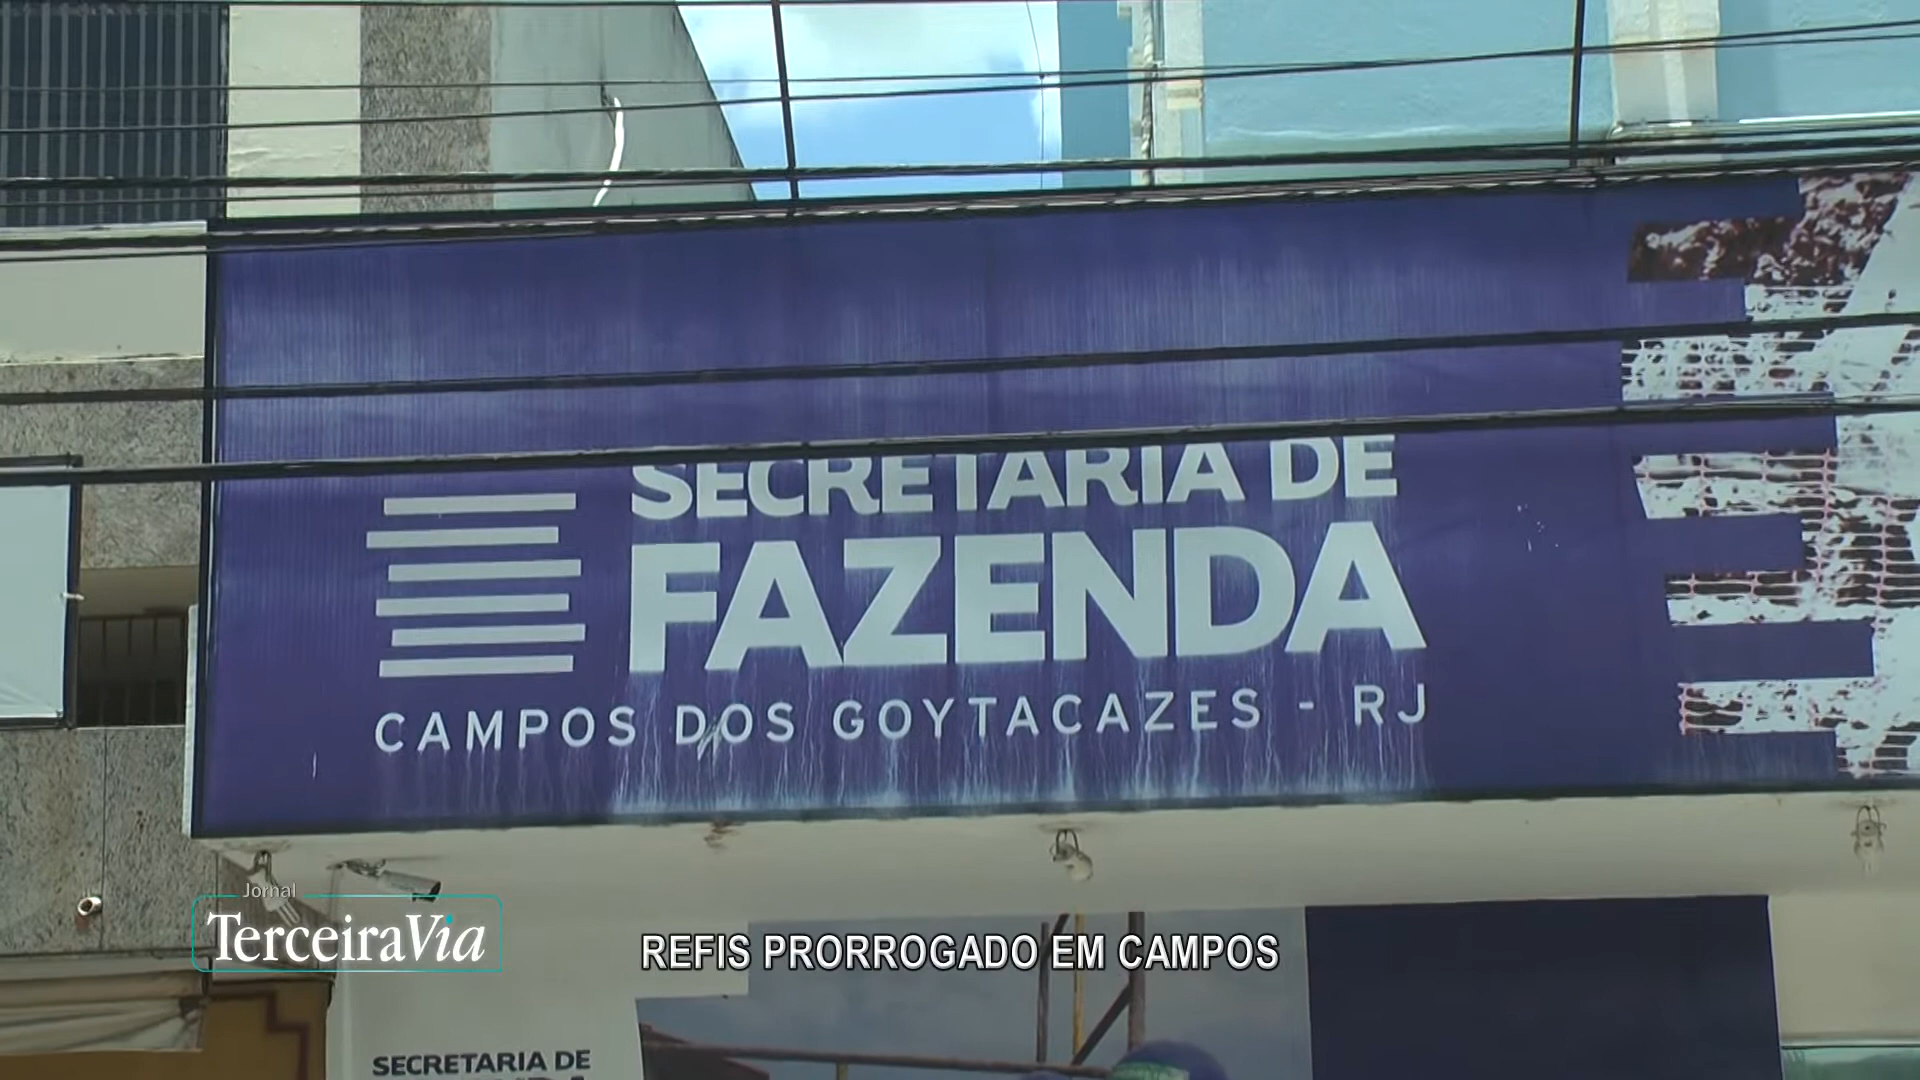 SECRETARIA DE
FAZENDA
CAMPOS DOS GOYTACAZES - RJ
Jornal
TerceiraVia
REFIS PRORROGADO EM CAMPOS
SECRETARIA DE